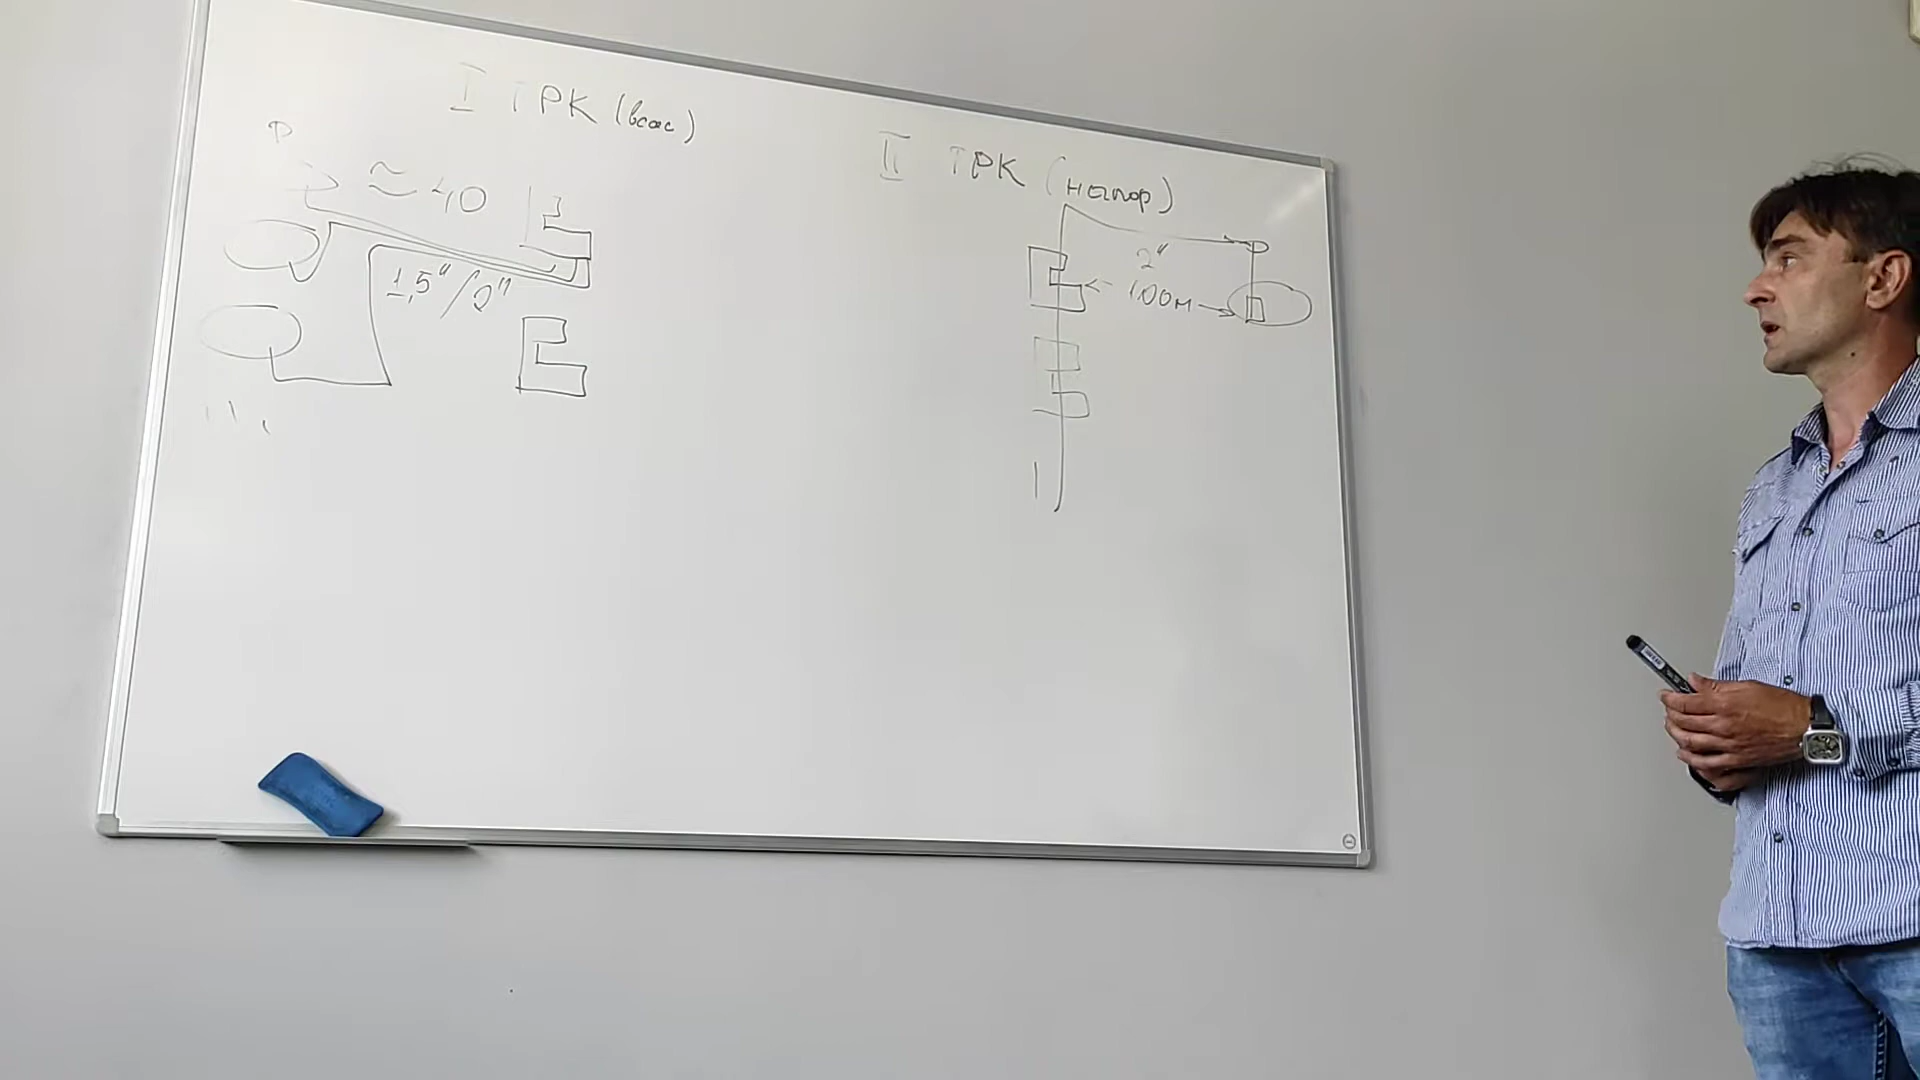 I ТРК (всас)
≈ 40
1,5"/2"
II ТРК (напор)
2"
100м